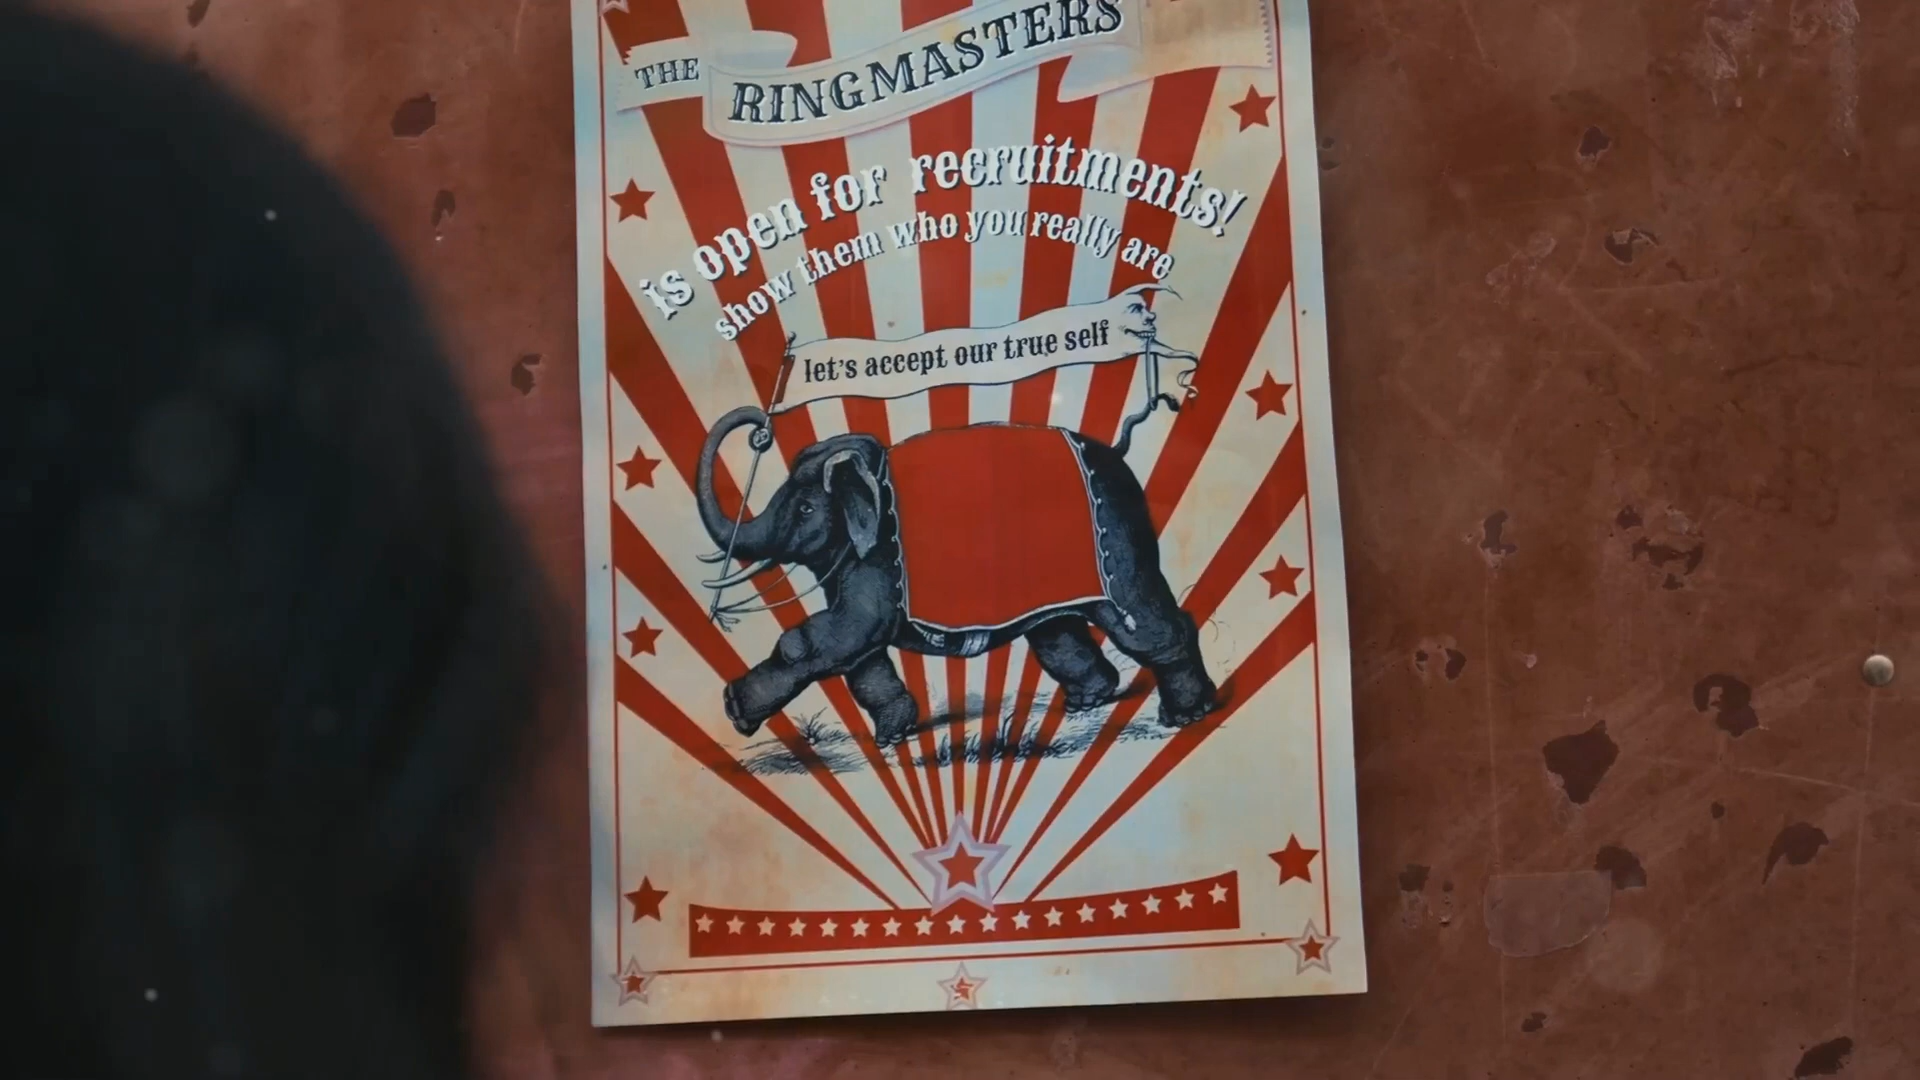 THE RINGMASTERS
is open for recruitments!
show them who you really are
let's accept our true self